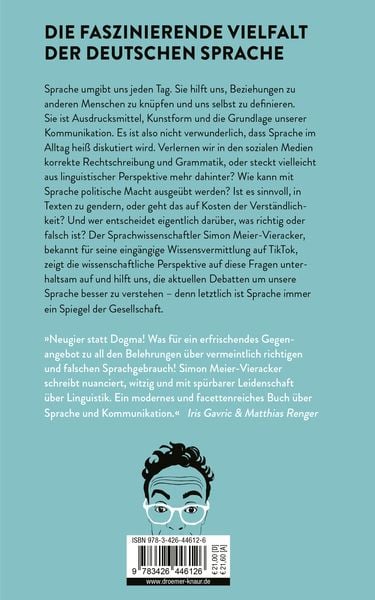 DIE FASZINIERENDE VIELFALT
DER DEUTSCHEN SPRACHE
Sprache umgibt uns jeden Tag. Sie hilft uns, Beziehungen zu
anderen Menschen zu knüpfen und uns selbst zu definieren.
Sie ist Ausdrucksmittel, Kunstform und die Grundlage unserer
Kommunikation. Es ist also nicht verwunderlich, dass Sprache im
Alltag heiß diskutiert wird. Verlernen wir in den sozialen Medien
korrekte Rechtschreibung und Grammatik, oder steckt vielleicht
aus linguistischer Perspektive mehr dahinter? Wie kann mit
Sprache politische Macht ausgeübt werden? Ist es sinnvoll, in
Texten zu gendern, oder geht das auf Kosten der Verständlich-
keit? Und wer entscheidet eigentlich darüber, was richtig oder
falsch ist? Der Sprachwissenschaftler Simon Meier-Vieracker,
bekannt für seine eingängige Wissensvermittlung auf TikTok,
zeigt die wissenschaftliche Perspektive auf diese Fragen unter-
haltsam auf und hilft uns, die aktuellen Debatten um unsere
Sprache besser zu verstehen – denn letztlich ist Sprache immer
ein Spiegel der Gesellschaft.
»Neugier statt Dogma! Was für ein erfrischendes Gegen-
angebot zu all den Belehrungen über vermeintlich richtigen
und falschen Sprachgebrauch! Simon Meier-Vieracker
schreibt nuanciert, witzig und mit spürbarer Leidenschaft
über Linguistik. Ein modernes und facettenreiches Buch über
Sprache und Kommunikation.« Iris Gavric & Matthias Renger
ISBN 978-3-426-44612-6
9 783426 446126
€ 21,00 [D]
€ 21,60 [A]
www.droemer-knaur.de